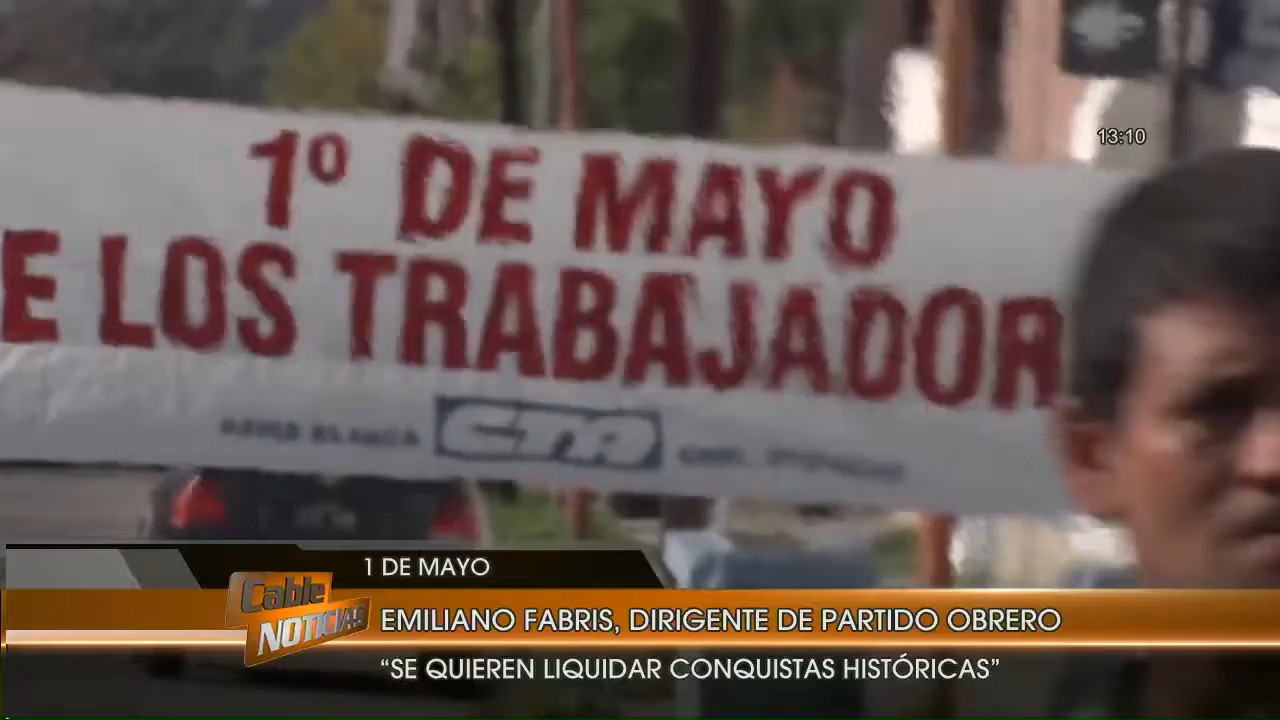 13:10
1º DE MAYO
E LOS TRABAJADOR
CTA
1 DE MAYO
Cable
NOTICIAS
EMILIANO FABRIS, DIRIGENTE DE PARTIDO OBRERO
“SE QUIEREN LIQUIDAR CONQUISTAS HISTÓRICAS”